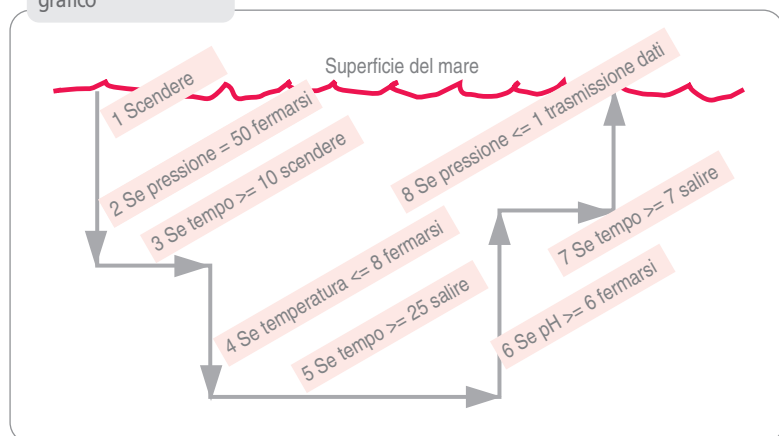 grafico
Superficie del mare
1 Scendere
2 Se pressione = 50 fermarsi
3 Se tempo >= 10 scendere
4 Se temperatura <= 8 fermarsi
5 Se tempo >= 25 salire
6 Se pH >= 6 fermarsi
7 Se tempo >= 7 salire
8 Se pressione <= 1 trasmissione dati